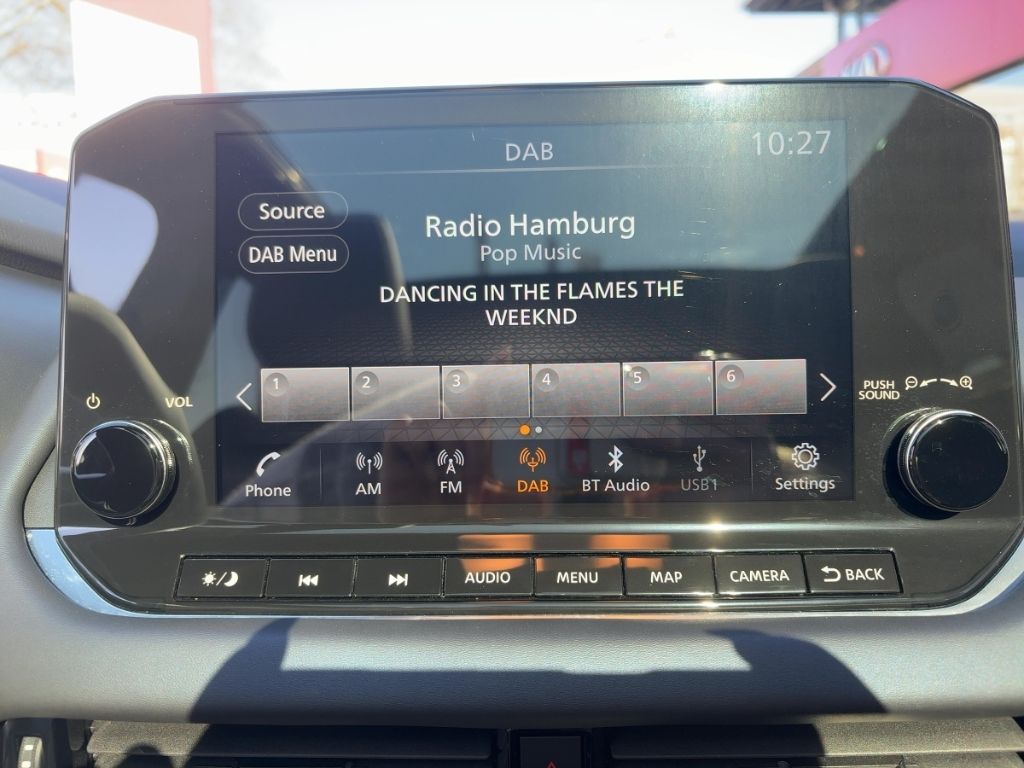 DAB
10:27
Source
DAB Menu
Radio Hamburg
Pop Music
DANCING IN THE FLAMES THE
WEEKND
1 2 3 4 5 6
VOL
PUSH
SOUND
Phone AM FM DAB BT Audio USB1 Settings
AUDIO MENU MAP CAMERA BACK